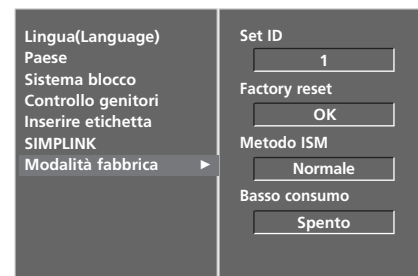 Lingua(Language)
Paese
Sistema blocco
Controllo genitori
Inserire etichetta
SIMPLINK
Modalità fabbrica ►
Set ID
1
Factory reset
OK
Metodo ISM
Normale
Basso consumo
Spento